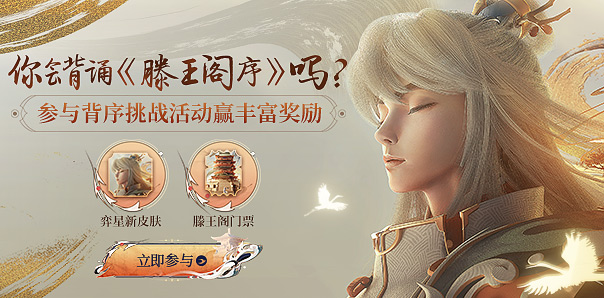 你会背诵《滕王阁序》吗?
参与背序挑战活动赢丰富奖励
弈星新皮肤
滕王阁门票
立即参与